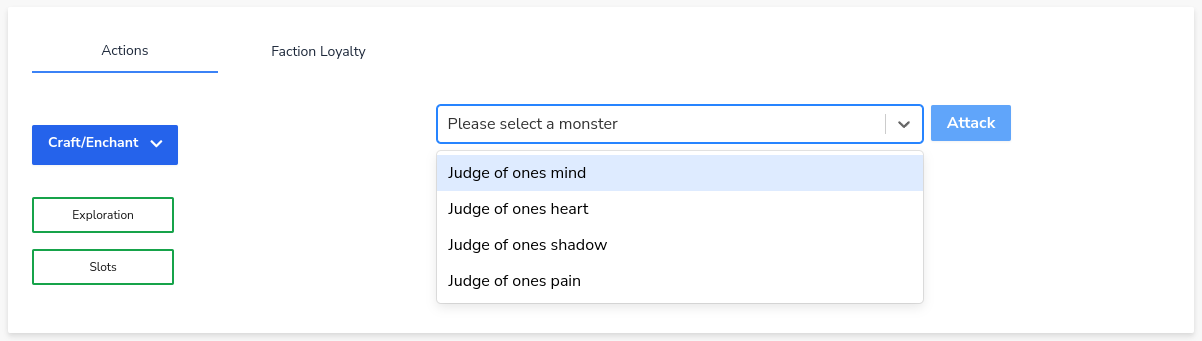 Actions
Faction Loyalty
Craft/Enchant
Please select a monster
Attack
Judge of ones mind
Judge of ones heart
Judge of ones shadow
Judge of ones pain
Exploration
Slots